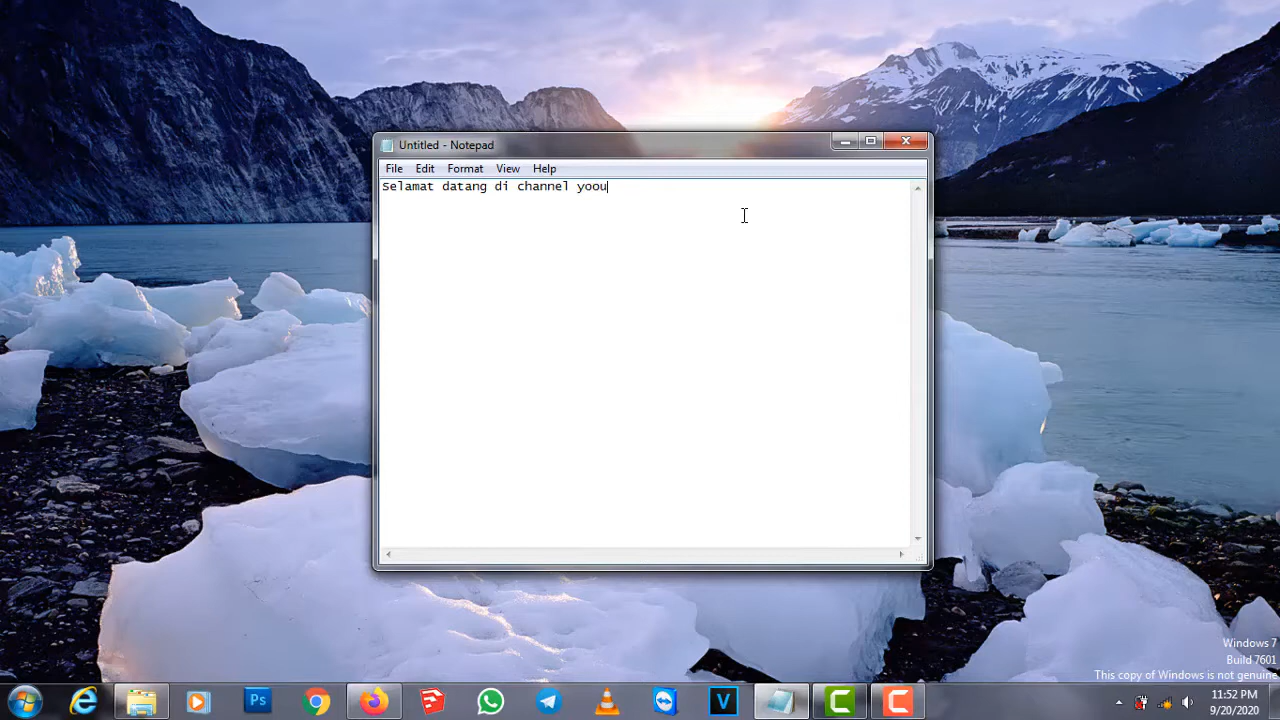 Untitled - Notepad
File Edit Format View Help
Selamat datang di channel yoou
Windows 7
Build 7601
This copy of Windows is not genuine
Ps
V
11:52 PM
9/20/2020